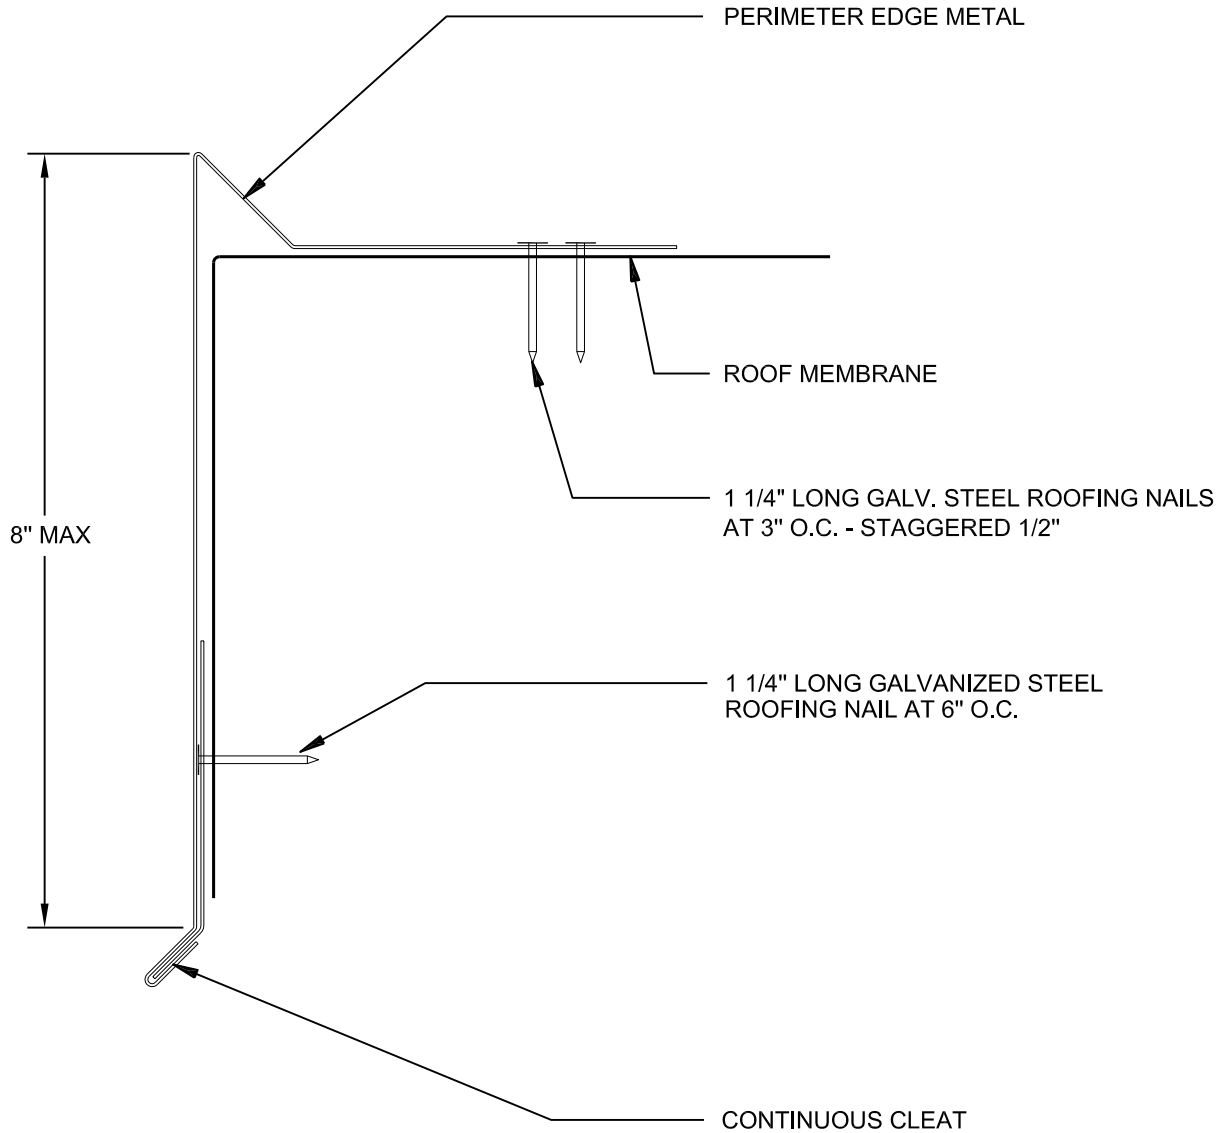 PERIMETER EDGE METAL
ROOF MEMBRANE
1 1/4" LONG GALV. STEEL ROOFING NAILS
AT 3" O.C. - STAGGERED 1/2"
8" MAX
1 1/4" LONG GALVANIZED STEEL
ROOFING NAIL AT 6" O.C.
CONTINUOUS CLEAT